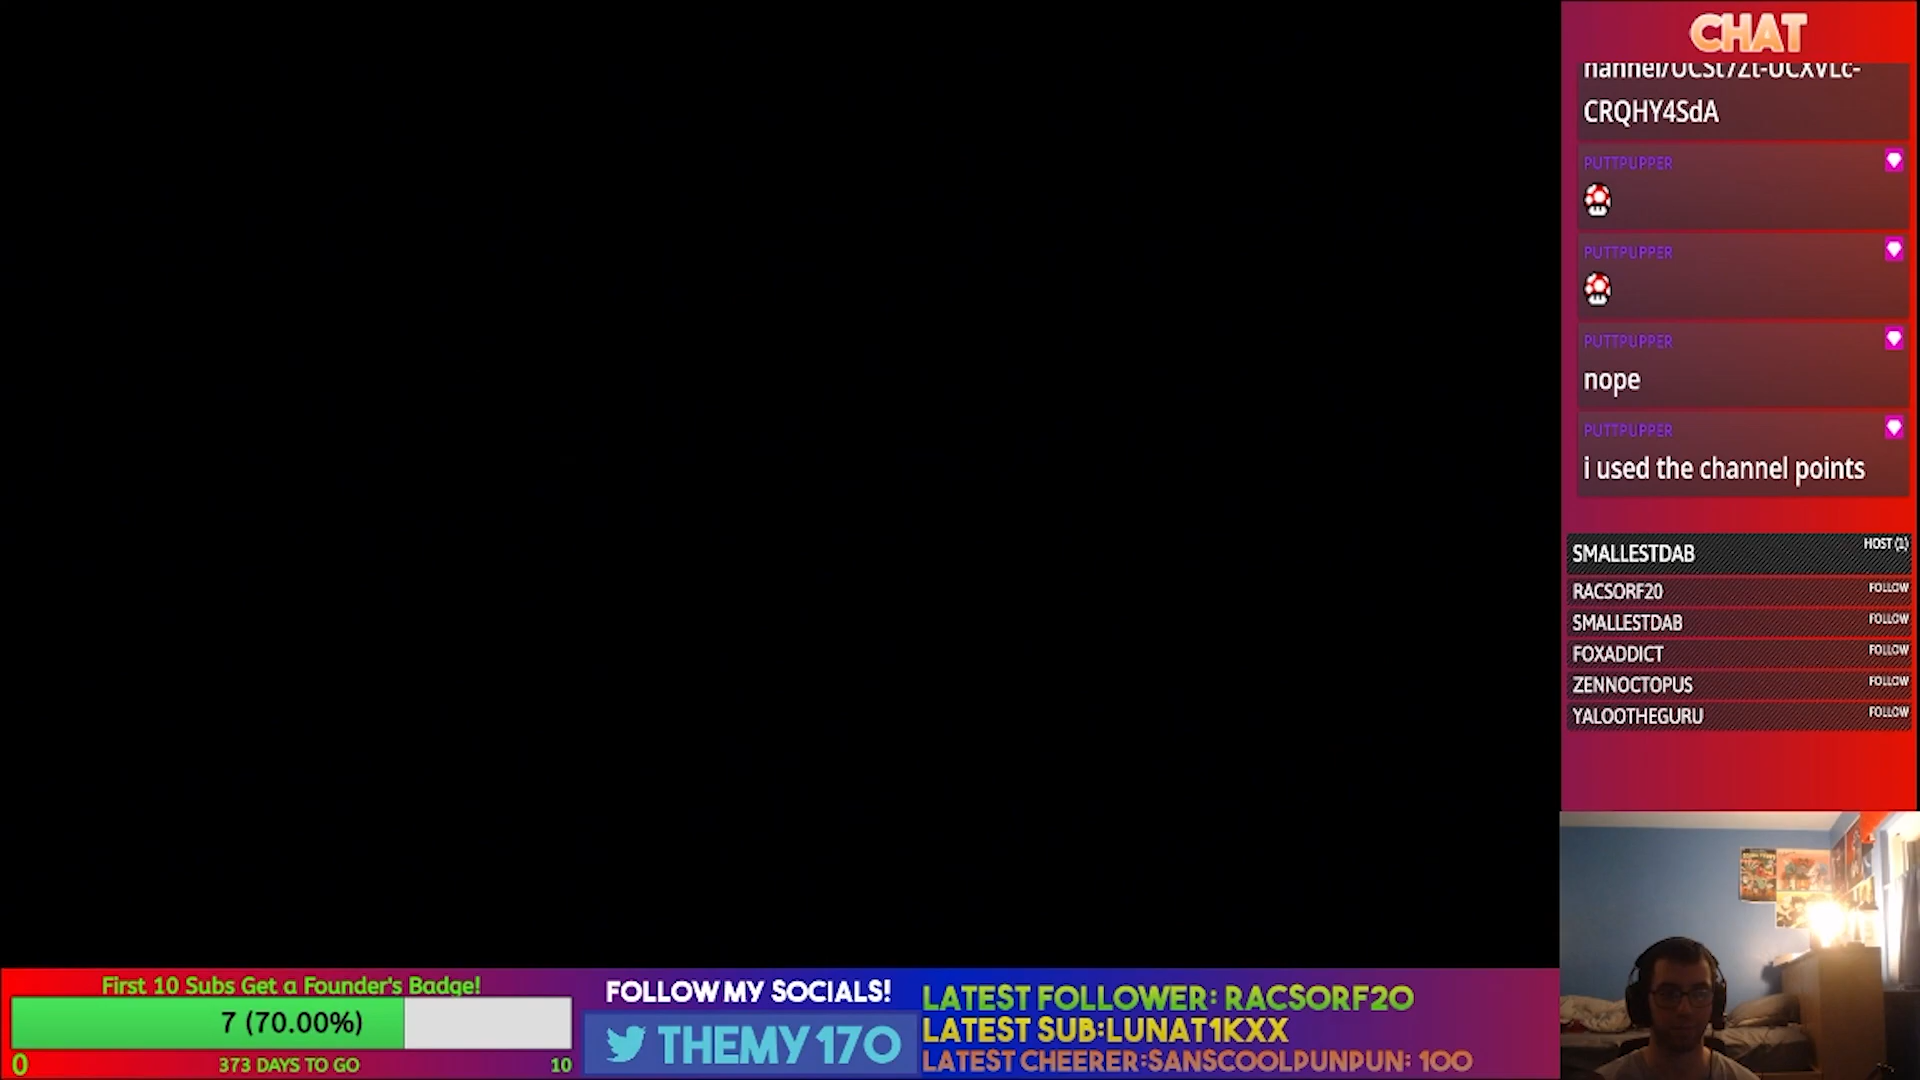 CHAT
CRQHY4SdA
PUTTPUPPER
PUTTPUPPER
PUTTPUPPER
nope
PUTTPUPPER
i used the channel points
SMALLESTDAB HOST (1)
RACSORF20 FOLLOW
SMALLESTDAB FOLLOW
FOXADDICT FOLLOW
ZENNOCTOPUS FOLLOW
YALOOTHEGURU FOLLOW
First 10 Subs Get a Founder's Badge!
7 (70.00%)
0 373 DAYS TO GO 10
FOLLOW MY SOCIALS!
THEMY170
LATEST FOLLOWER: RACSORF20
LATEST SUB:LUNAT1KXX
LATEST CHEERER:SANSCOOLPUNPUN: 100